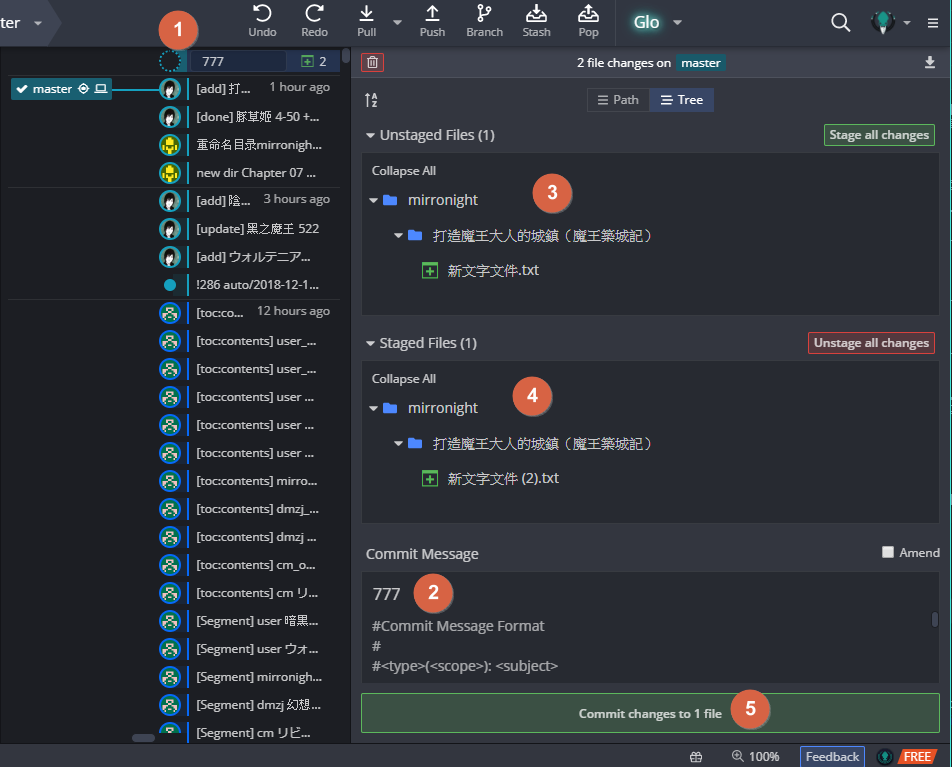 ter
1
Undo
Redo
Pull
Push
Branch
Stash
Pop
Glo
777
2
2 file changes on master
master
[add] 打...
1 hour ago
[done] 豚草姬 4-50 +...
重命名目录mirronigh...
new dir Chapter 07 ...
[add] 陰...
3 hours ago
[update] 黑之魔王 522
[add] ウォルテニア...
!286 auto/2018-12-1...
[toc:co...
12 hours ago
[toc:contents] user_...
[toc:contents] user_...
[toc:contents] user ...
[toc:contents] user ...
[toc:contents] user ...
[toc:contents] mirro...
[toc:contents] dmzj_...
[toc:contents] dmzj ...
[toc:contents] cm_o...
[toc:contents] cm リ...
[Segment] user 暗黒...
[Segment] user ウォ...
[Segment] mirronigh...
[Segment] dmzj 幻想...
[Segment] cm リビ...
Path
Tree
Unstaged Files (1)
Stage all changes
Collapse All
3
mirronight
打造魔王大人的城鎮（魔王築城記）
新文字文件.txt
Staged Files (1)
Unstage all changes
Collapse All
4
mirronight
打造魔王大人的城鎮（魔王築城記）
新文字文件 (2).txt
Commit Message
Amend
777
2
#Commit Message Format
#
#<type>(<scope>): <subject>
Commit changes to 1 file
5
100%
Feedback
FREE